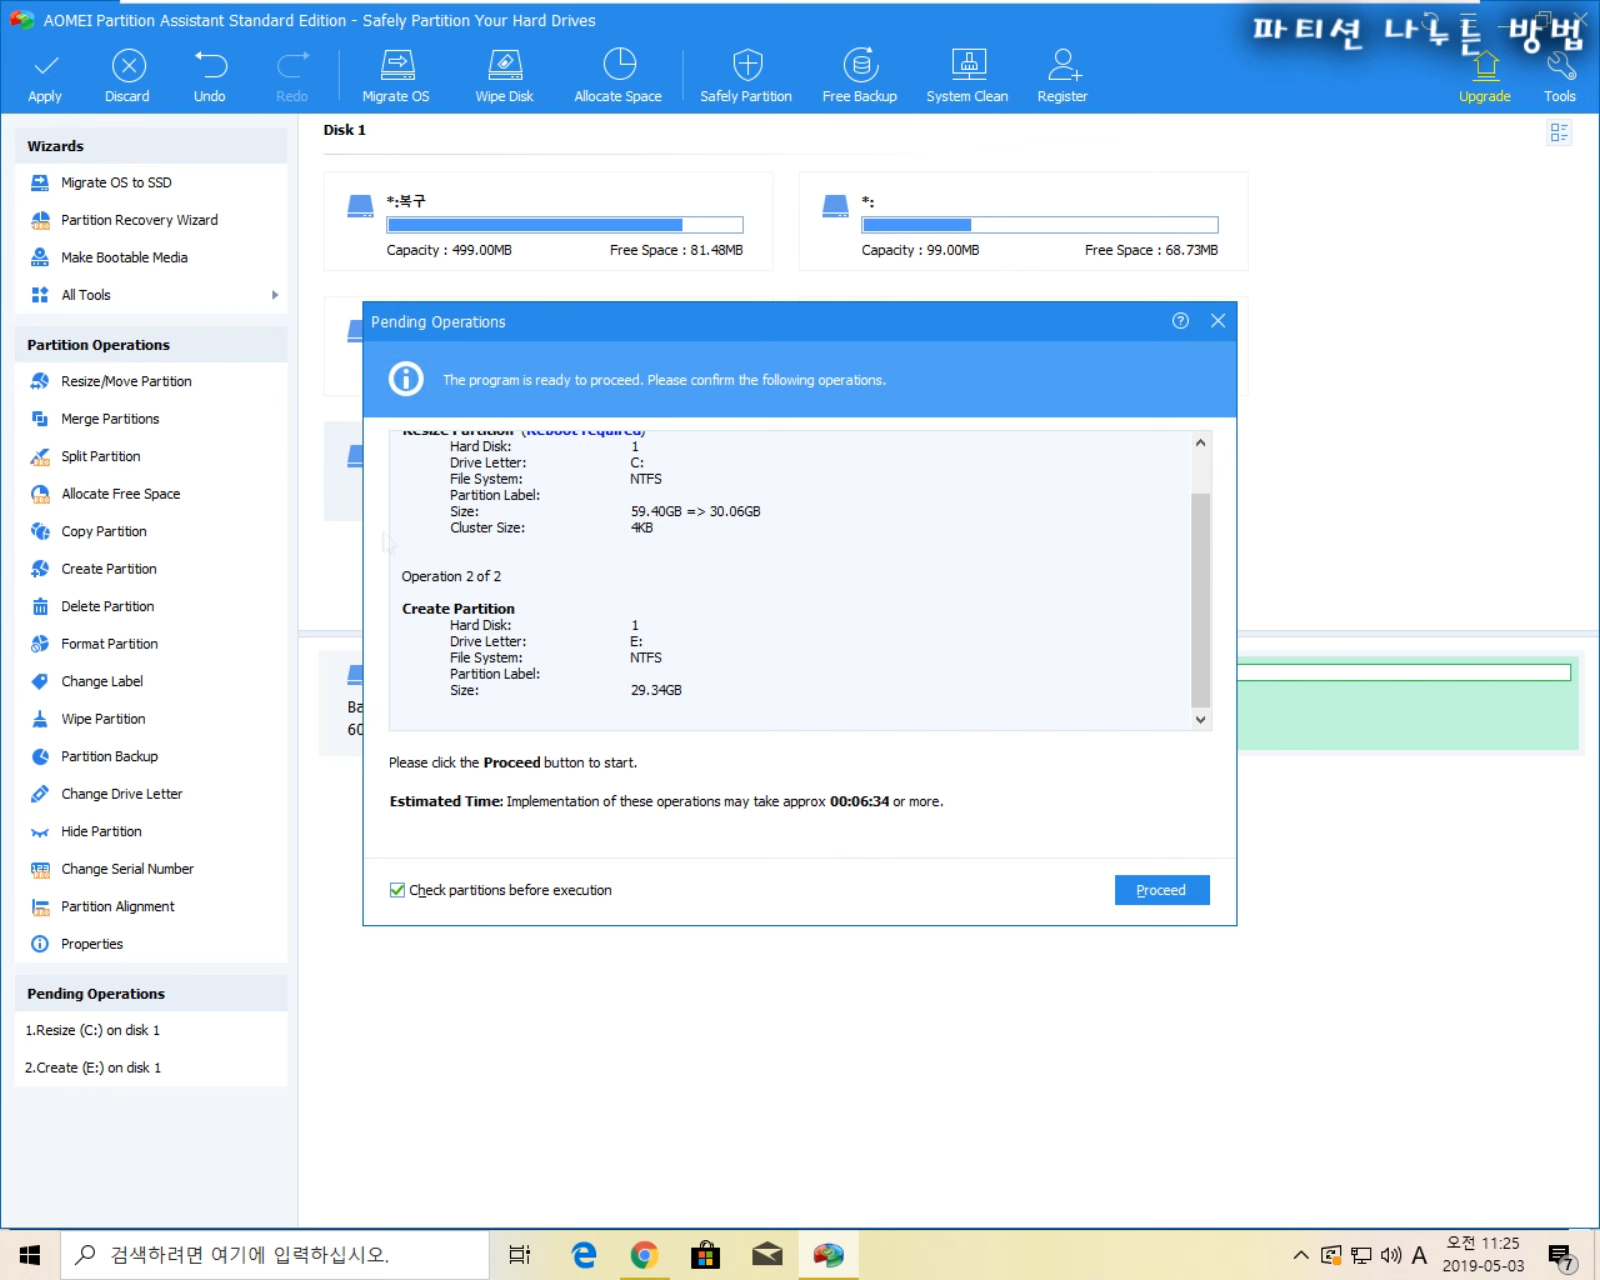 AOMEI Partition Assistant Standard Edition - Safely Partition Your Hard Drives
파티션 나누는 방법
Apply
Discard
Undo
Redo
Migrate OS
Wipe Disk
Allocate Space
Safely Partition
Free Backup
System Clean
Register
Upgrade
Tools
Wizards
Migrate OS to SSD
Partition Recovery Wizard
Make Bootable Media
All Tools
Partition Operations
Resize/Move Partition
Merge Partitions
Split Partition
Allocate Free Space
Copy Partition
Create Partition
Delete Partition
Format Partition
Change Label
Wipe Partition
Partition Backup
Change Drive Letter
Hide Partition
Change Serial Number
Partition Alignment
Properties
Pending Operations
1.Resize (C:) on disk 1
2.Create (E:) on disk 1
Disk 1
*:복구
Capacity : 499.00MB Free Space : 81.48MB
*:
Capacity : 99.00MB Free Space : 68.73MB
Ba
60
Pending Operations
The program is ready to proceed. Please confirm the following operations.
Resize Partition (Reboot required)
Hard Disk: 1
Drive Letter: C:
File System: NTFS
Partition Label:
Size: 59.40GB => 30.06GB
Cluster Size: 4KB
Operation 2 of 2
Create Partition
Hard Disk: 1
Drive Letter: E:
File System: NTFS
Partition Label:
Size: 29.34GB
Please click the Proceed button to start.
Estimated Time: Implementation of these operations may take approx 00:06:34 or more.
Check partitions before execution
Proceed
검색하려면 여기에 입력하십시오.
A
오전 11:25
2019-05-03
7